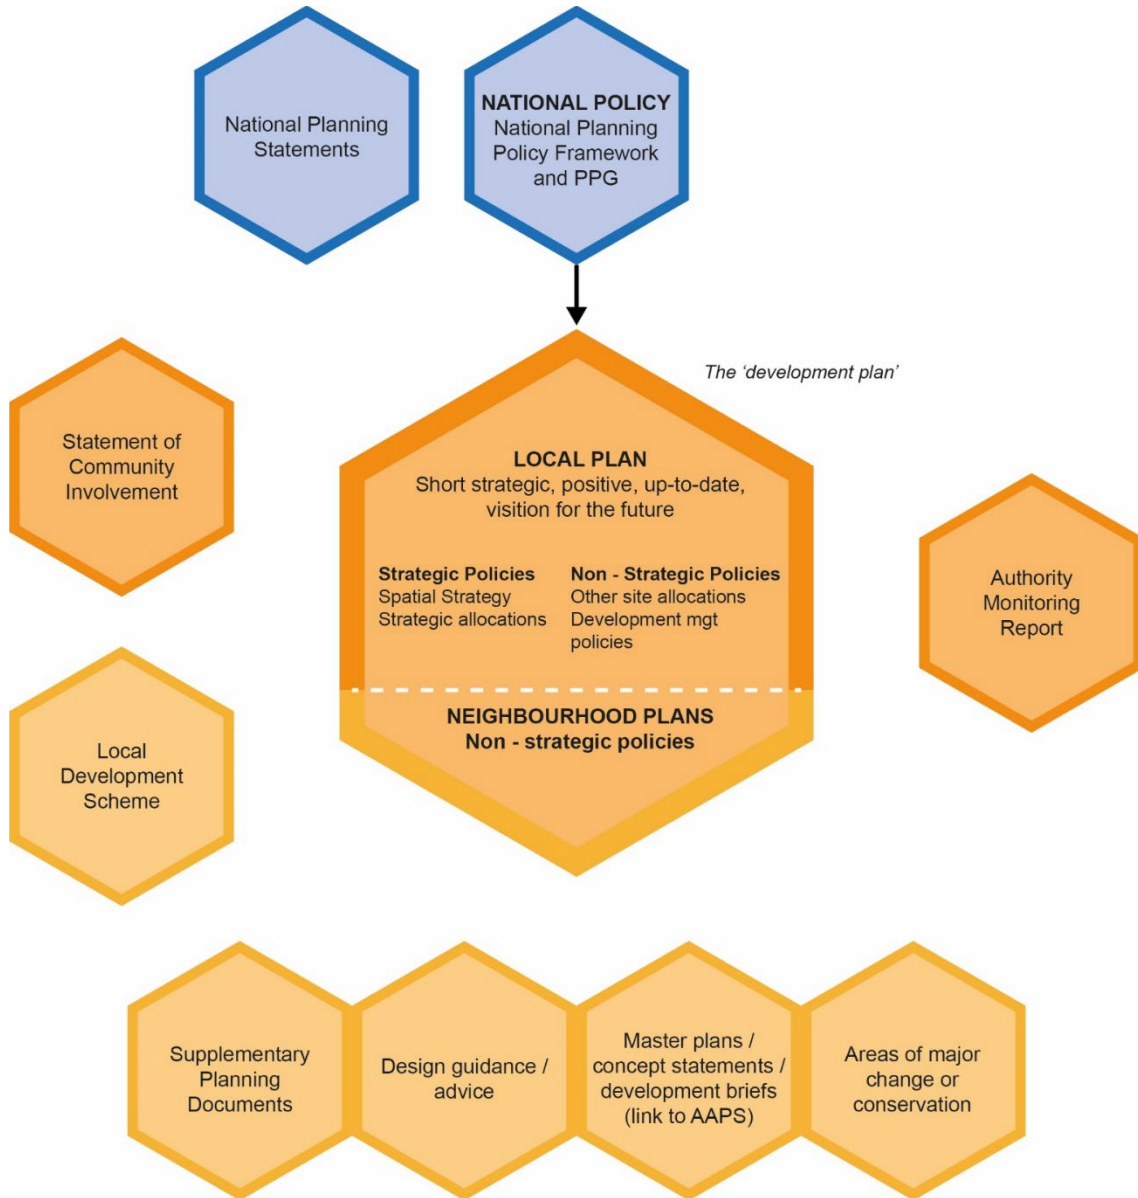 National Planning
Statements
NATIONAL POLICY
National Planning
Policy Framework
and PPG
The ‘development plan’
Statement of
Community
Involvement
LOCAL PLAN
Short strategic, positive, up-to-date,
visition for the future
Strategic Policies
Spatial Strategy
Strategic allocations
Non - Strategic Policies
Other site allocations
Development mgt
policies
Authority
Monitoring
Report
NEIGHBOURHOOD PLANS
Non - strategic policies
Local
Development
Scheme
Supplementary
Planning
Documents
Design guidance /
advice
Master plans /
concept statements /
development briefs
(link to AAPS)
Areas of major
change or
conservation